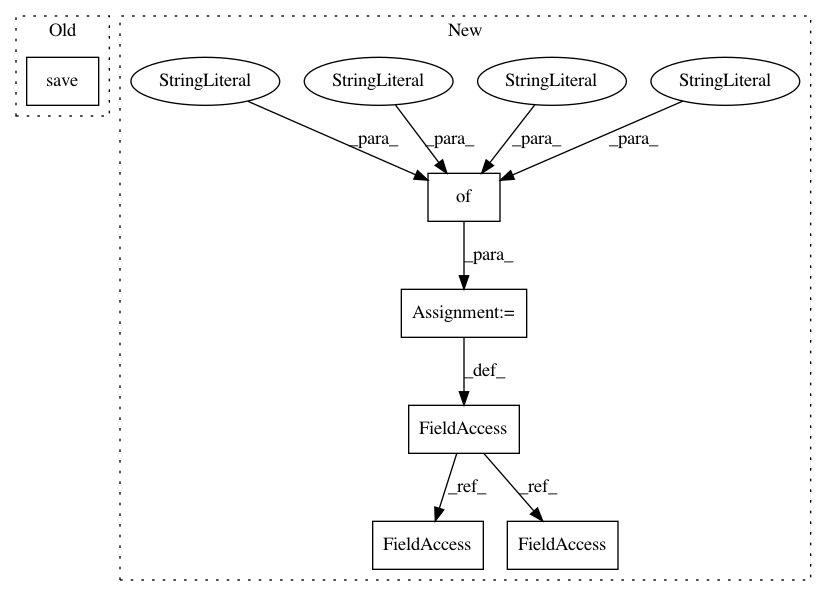 Old
New
save
StringLiteral
StringLiteral
StringLiteral
StringLiteral
_para_
_para_
_para_
_para_
of
_para_
Assignment:=
_def_
FieldAccess
_ref_
_ref_
FieldAccess
FieldAccess